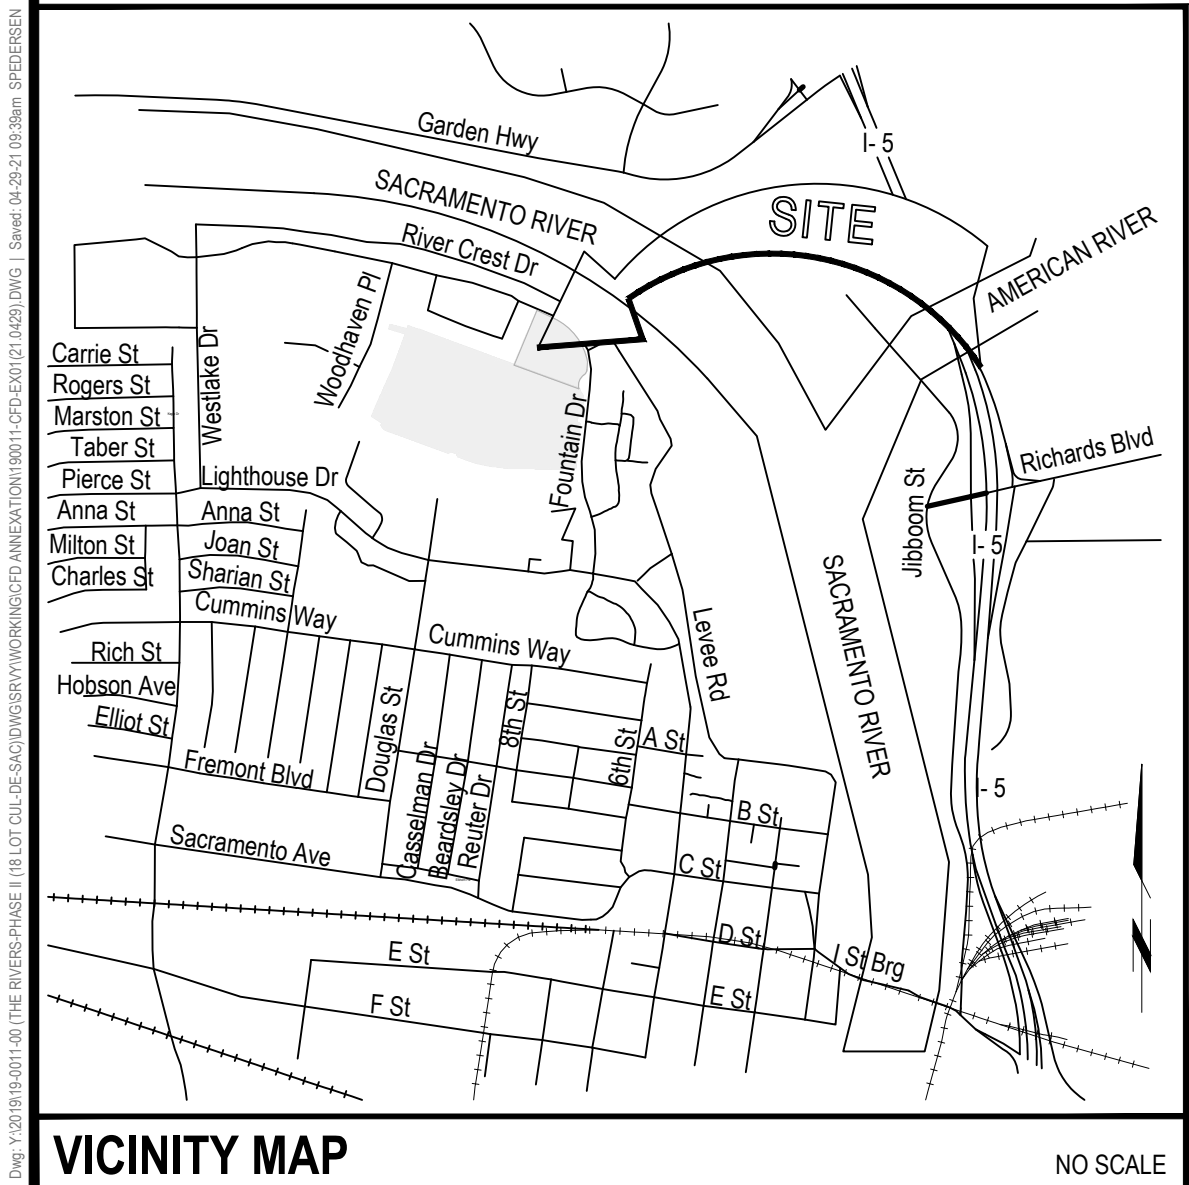 Dwg: Y:\2019\19-0011-00 (THE RIVERS-PHASE II (18 LOT CUL-DE-SAC)\DWG\SRVY\WORKING\CFD ANNEXATION\190011-CFD-EX01(21.0429).DWG | Saved: 04-29-21 09:39am SPEDERSEN
Garden Hwy
I- 5
SACRAMENTO RIVER
SITE
River Crest Dr
AMERICAN RIVER
Woodhaven Pl
Westlake Dr
Carrie St
Rogers St
Marston St
Taber St
Pierce St
Anna St
Milton St
Charles St
Lighthouse Dr
Fountain Dr
Richards Blvd
Jibboom St
Anna St
Joan St
Sharian St
Cummins Way
I- 5
SACRAMENTO RIVER
Levee Rd
Cummins Way
Rich St
Hobson Ave
Elliot St
Douglas St
8th St
6th St
A St
Fremont Blvd
Casselman Dr
Beardsley Dr
Reuter Dr
I- 5
B St
Sacramento Ave
C St
D St
E St
I St Brg
F St
E St
N
VICINITY MAP
NO SCALE